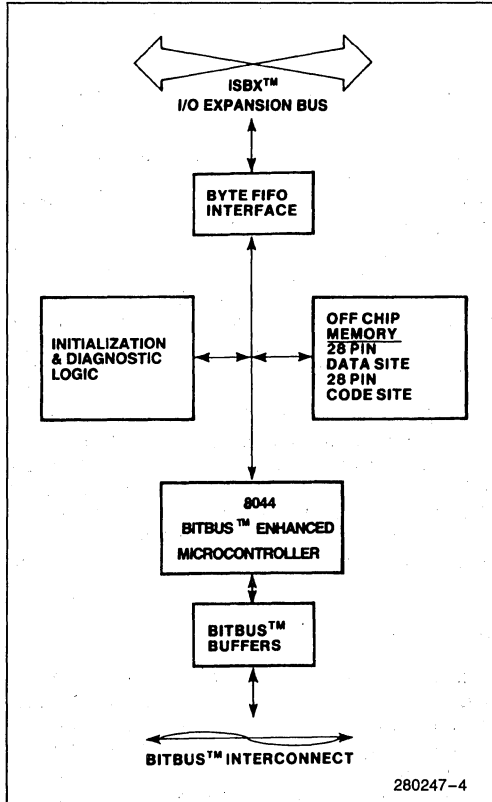 ISBX™
I/O EXPANSION BUS
BYTE FIFO
INTERFACE
INITIALIZATION
& DIAGNOSTIC
LOGIC
OFF CHIP
MEMORY
28 PIN
DATA SITE
28 PIN
CODE SITE
8044
BITBUS™ ENHANCED
MICROCONTROLLER
BITBUS™
BUFFERS
BITBUS™ INTERCONNECT
280247-4